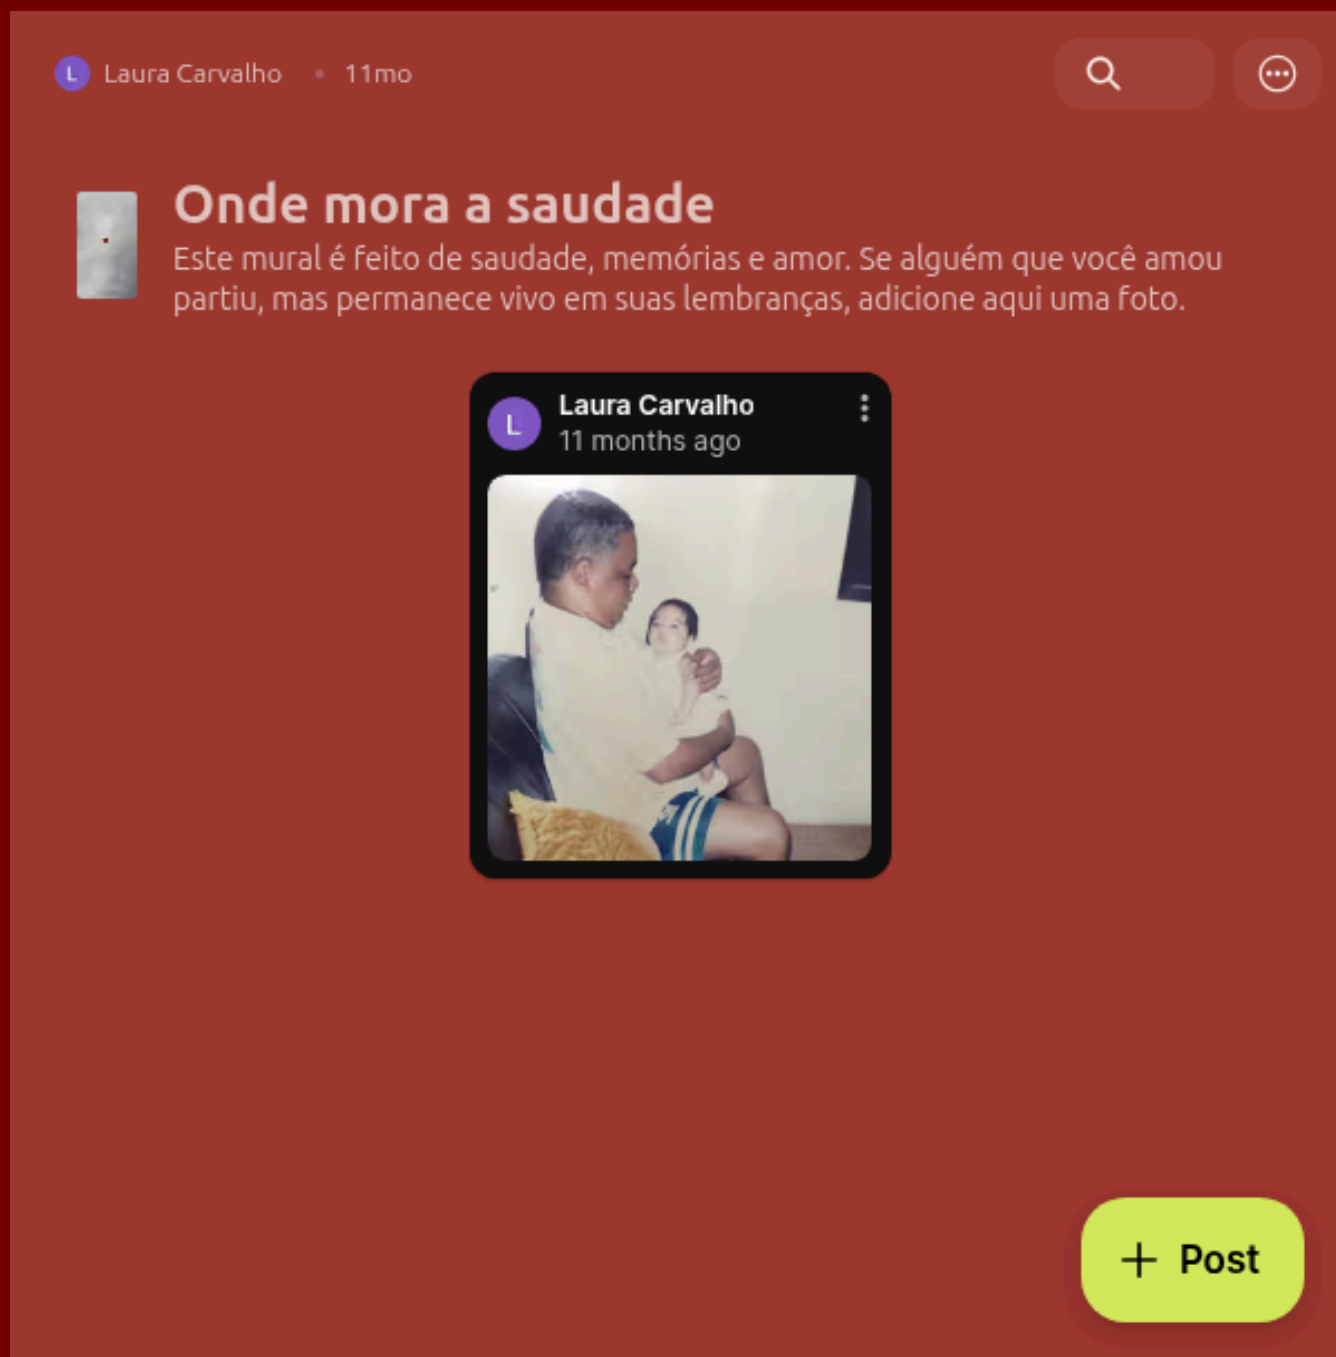 L Laura Carvalho • 11mo
Onde mora a saudade
Este mural é feito de saudade, memórias e amor. Se alguém que você amou
partiu, mas permanece vivo em suas lembranças, adicione aqui uma foto.
L Laura Carvalho
11 months ago
+ Post